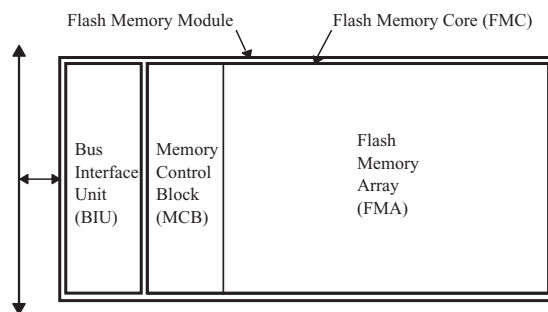 Flash Memory Module
Flash Memory Core (FMC)
Bus
Interface
Unit
(BIU)
Memory
Control
Block
(MCB)
Flash
Memory
Array
(FMA)